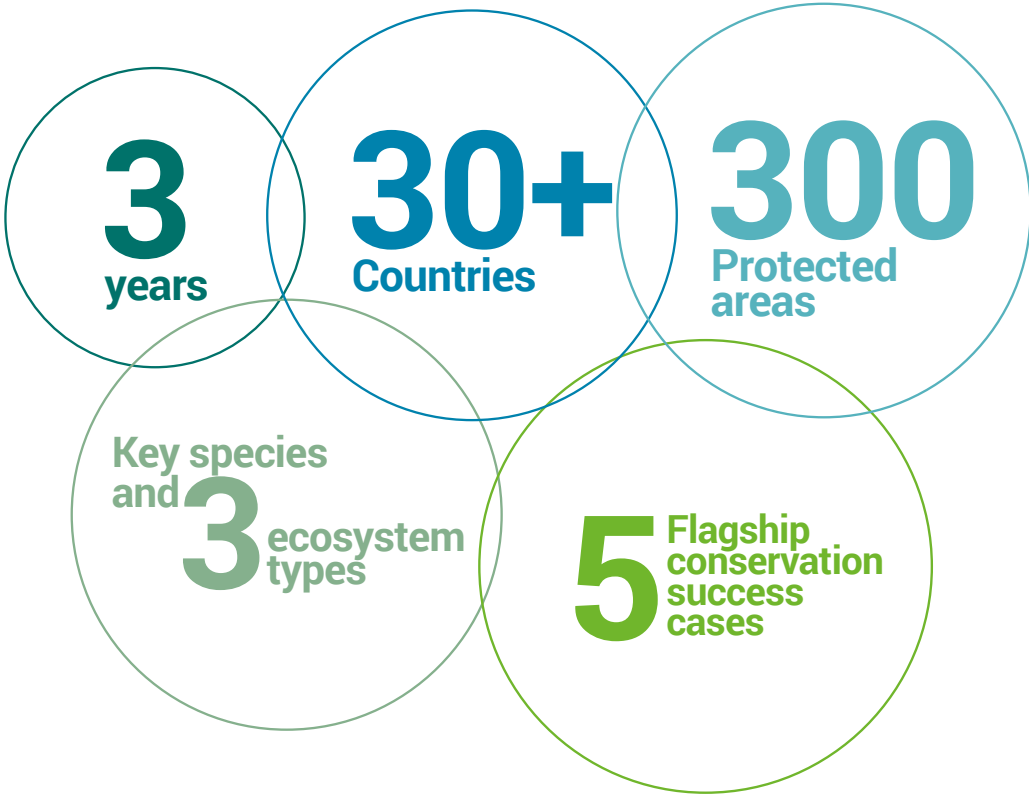 3
years
30+
Countries
300
Protected
areas
Key species
and 3 ecosystem
types
5 Flagship
conservation
success
cases